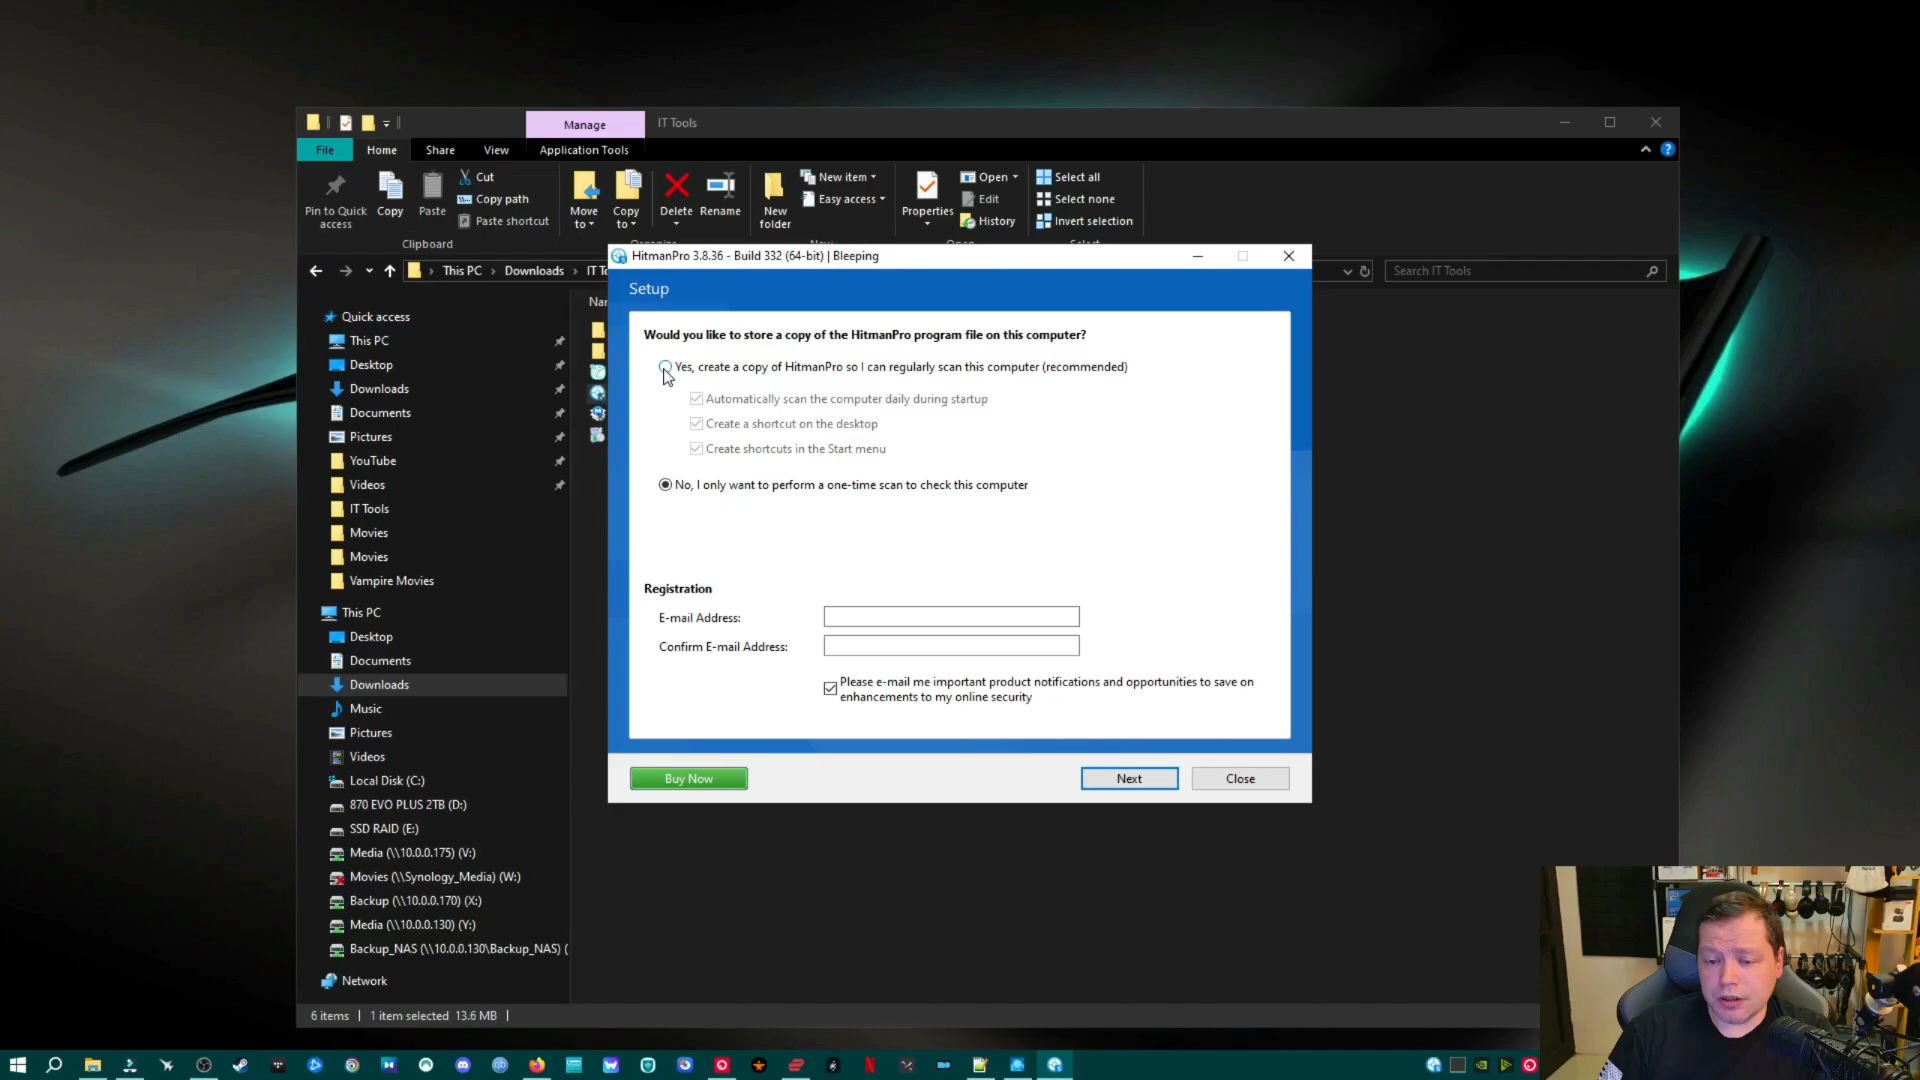 Manage
IT Tools
File
Home
Share
View
Application Tools
Pin to Quick access
Copy
Paste
Cut
Copy path
Paste shortcut
Move to
Copy to
Delete
Rename
New folder
New item
Easy access
Properties
Open
Edit
History
Select all
Select none
Invert selection
Clipboard
This PC
Downloads
Search IT Tools
HitmanPro 3.8.36 - Build 332 (64-bit) | Bleeping
Setup
Would you like to store a copy of the HitmanPro program file on this computer?
Yes, create a copy of HitmanPro so I can regularly scan this computer (recommended)
Automatically scan the computer daily during startup
Create a shortcut on the desktop
Create shortcuts in the Start menu
No, I only want to perform a one-time scan to check this computer
Registration
E-mail Address:
Confirm E-mail Address:
Please e-mail me important product notifications and opportunities to save on
enhancements to my online security
Buy Now
Next
Close
Quick access
This PC
Desktop
Downloads
Documents
Pictures
YouTube
Videos
IT Tools
Movies
Movies
Vampire Movies
This PC
Desktop
Documents
Downloads
Music
Pictures
Videos
Local Disk (C:)
870 EVO PLUS 2TB (D:)
SSD RAID (E:)
Media (\\10.0.0.175) (V:)
Movies (\\Synology_Media) (W:)
Backup (\\10.0.0.170) (X:)
Media (\\10.0.0.130) (Y:)
Backup_NAS (\\10.0.0.130\Backup_NAS) (
Network
6 items
1 item selected 13.6 MB